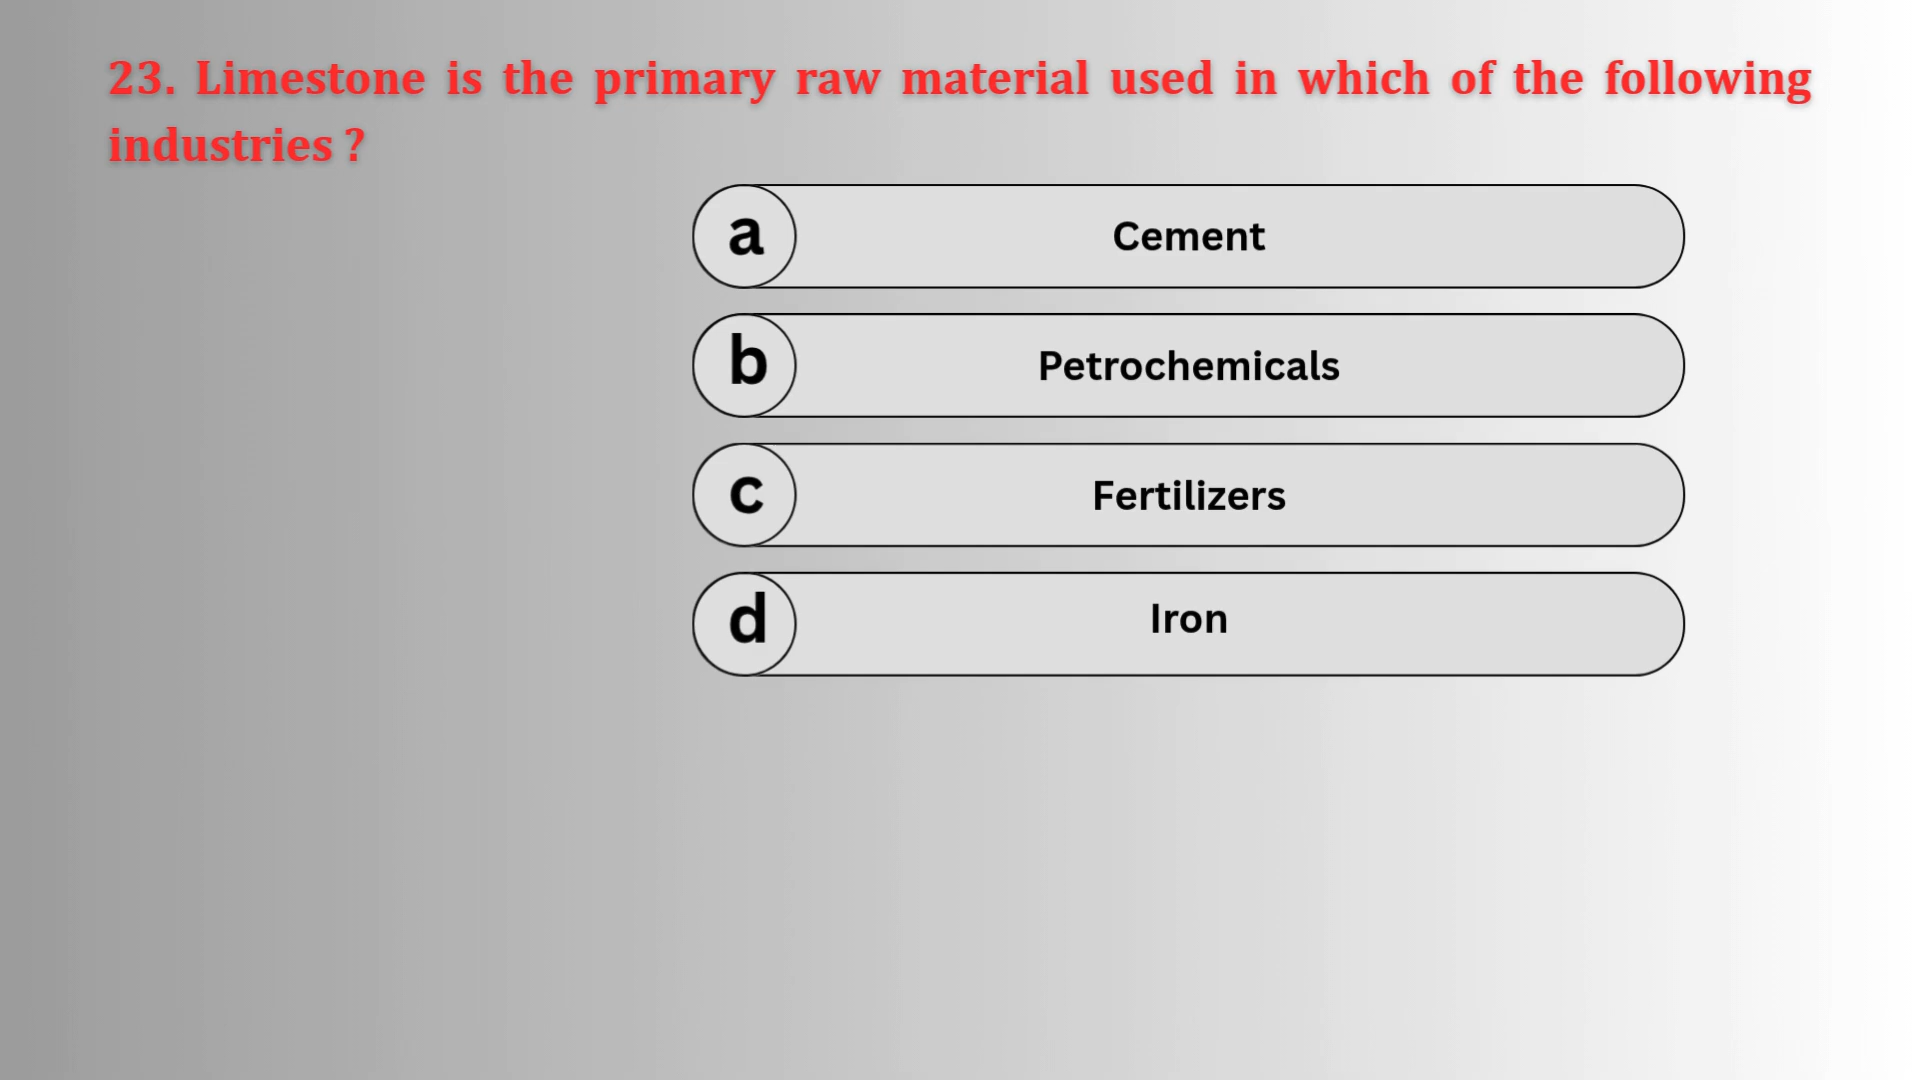 23. Limestone is the primary raw material used in which of the following
industries ?
a Cement
b Petrochemicals
c Fertilizers
d Iron